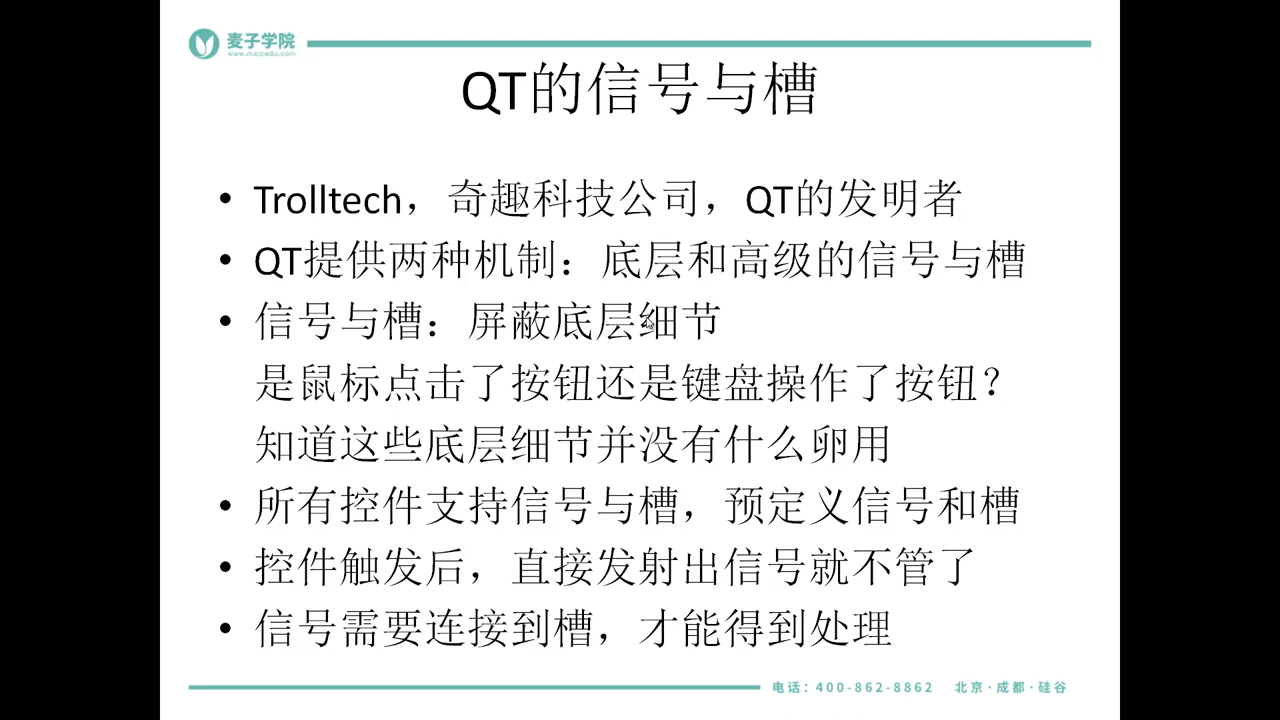 麦子学院
www.maiziedu.com
QT的信号与槽
• Trolltech，奇趣科技公司，QT的发明者
• QT提供两种机制：底层和高级的信号与槽
• 信号与槽：屏蔽底层细节
是鼠标点击了按钮还是键盘操作了按钮？
知道这些底层细节并没有什么卵用
• 所有控件支持信号与槽，预定义信号和槽
• 控件触发后，直接发射出信号就不管了
• 信号需要连接到槽，才能得到处理
电话：400-862-8862 北京·成都·硅谷